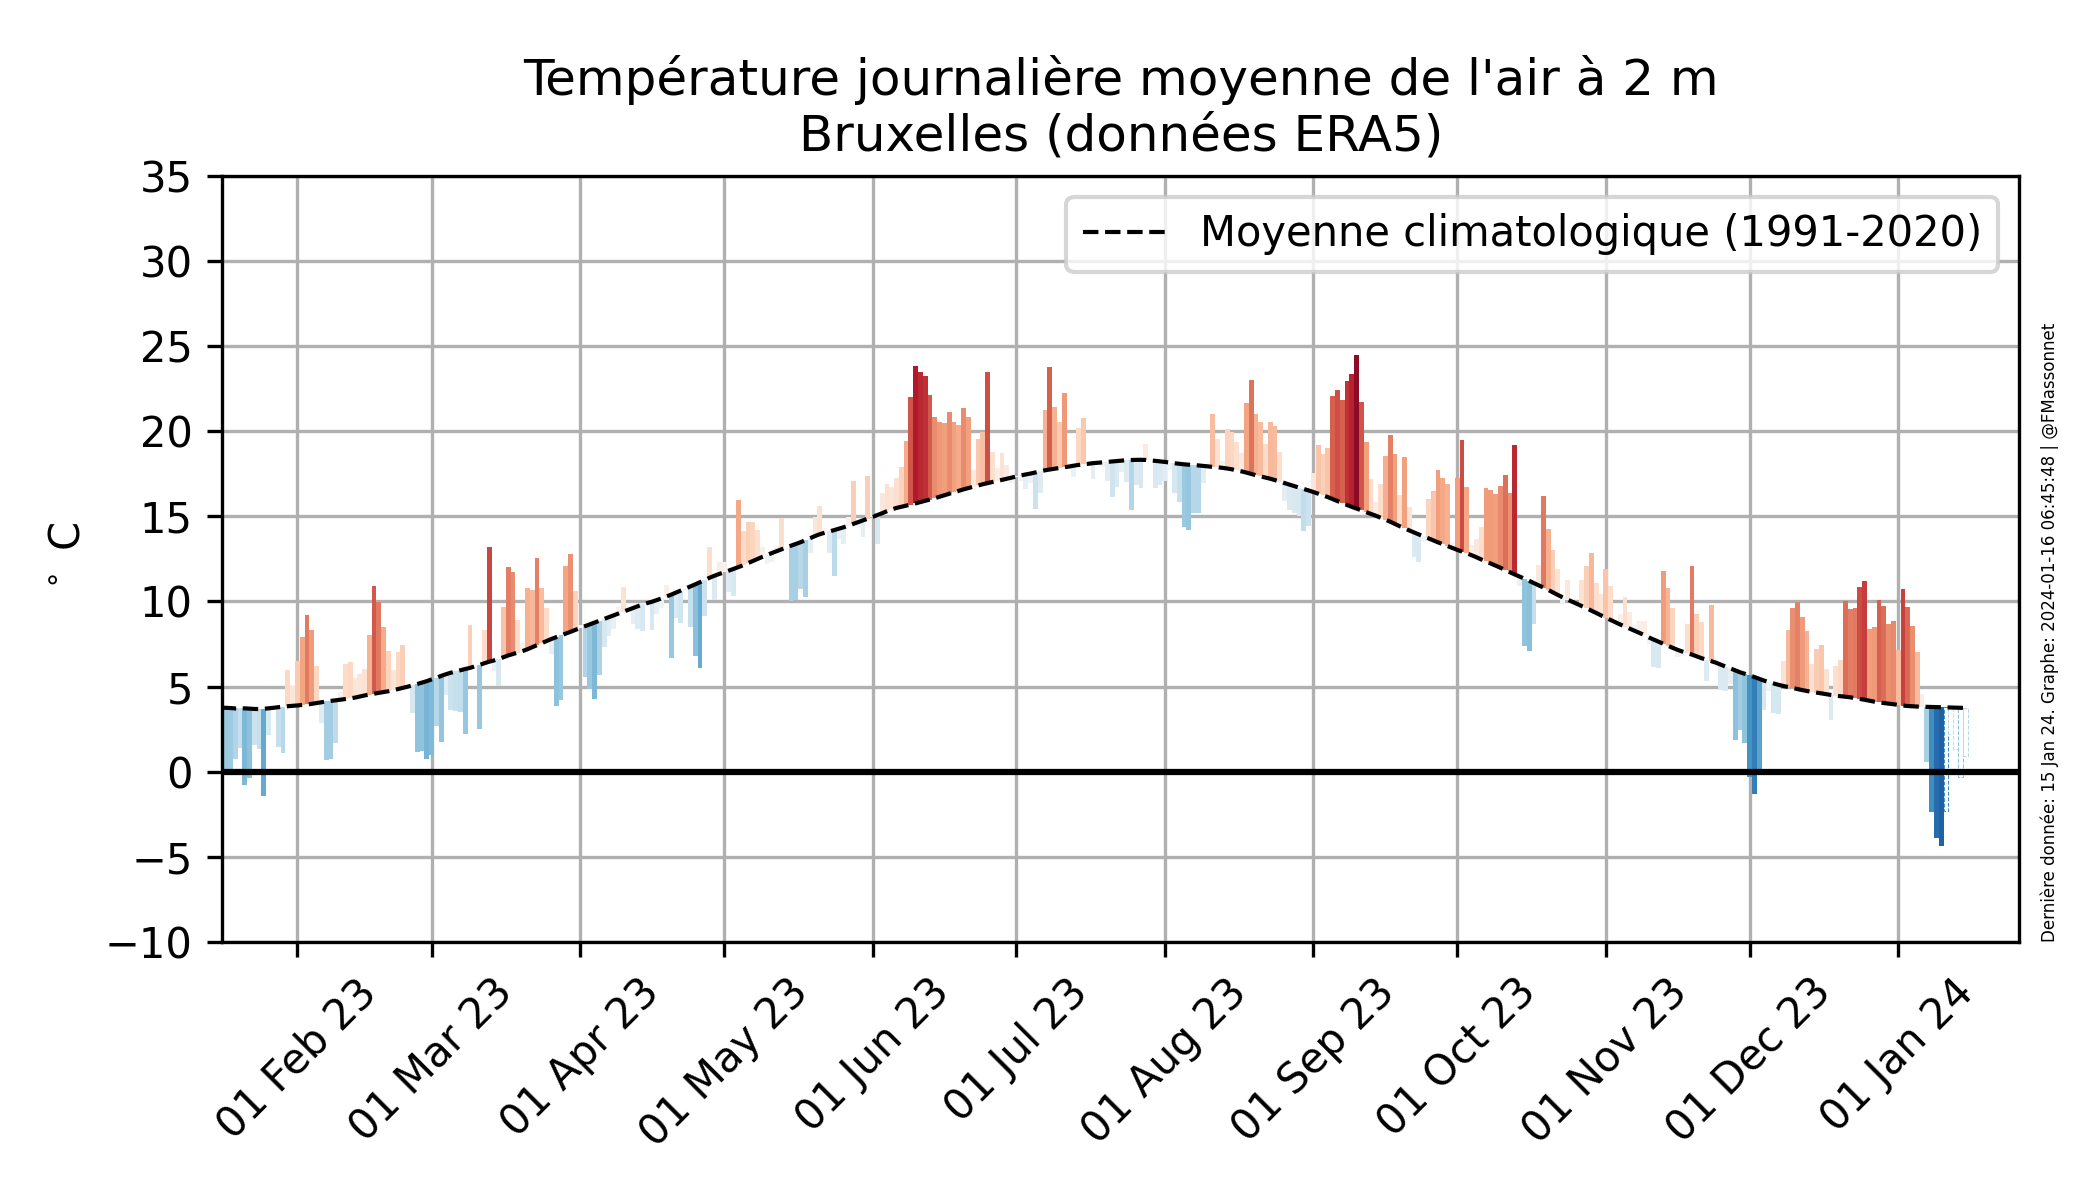 Température journalière moyenne de l'air à 2 m
Bruxelles (données ERA5)
Moyenne climatologique (1991-2020)
° C
35
30
25
20
15
10
5
0
−5
−10
01 Feb 23
01 Mar 23
01 Apr 23
01 May 23
01 Jun 23
01 Jul 23
01 Aug 23
01 Sep 23
01 Oct 23
01 Nov 23
01 Dec 23
01 Jan 24
Dernière donnée: 15 Jan 24. Graphe: 2024-01-16 06:45:48 | @FMassonnet